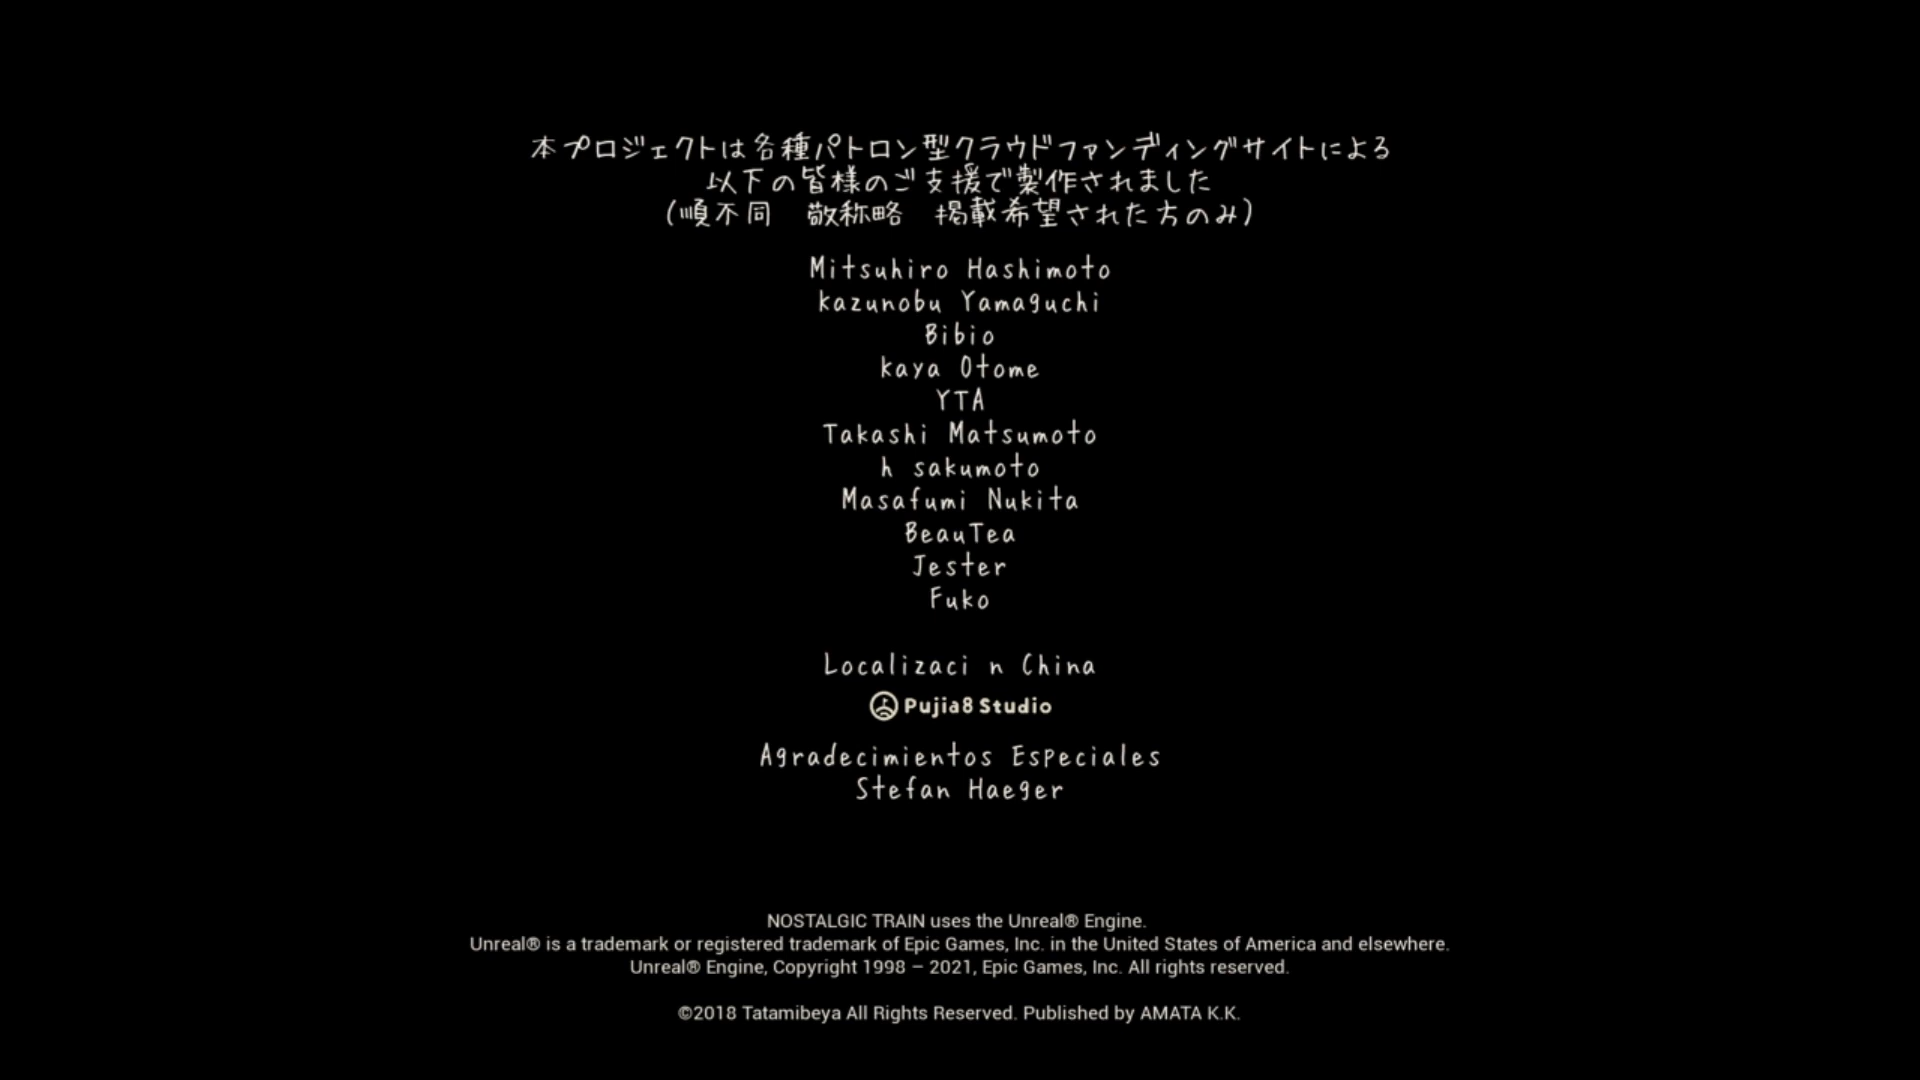 本プロジェクトは各種パトロン型クラウドファンディングサイトによる
以下の皆様のご支援で製作されました
(順不同　敬称略　掲載希望された方のみ)
Mitsuhiro Hashimoto
kazunobu Yamaguchi
Bibio
kaya Otome
YTA
Takashi Matsumoto
h sakumoto
Masafumi Nukita
BeauTea
Jester
Fuko
Localizaci n China
Pujia8 Studio
Agradecimientos Especiales
Stefan Haeger
NOSTALGIC TRAIN uses the Unreal® Engine.
Unreal® is a trademark or registered trademark of Epic Games, Inc. in the United States of America and elsewhere.
Unreal® Engine, Copyright 1998 – 2021, Epic Games, Inc. All rights reserved.
©2018 Tatamibeya All Rights Reserved. Published by AMATA K.K.